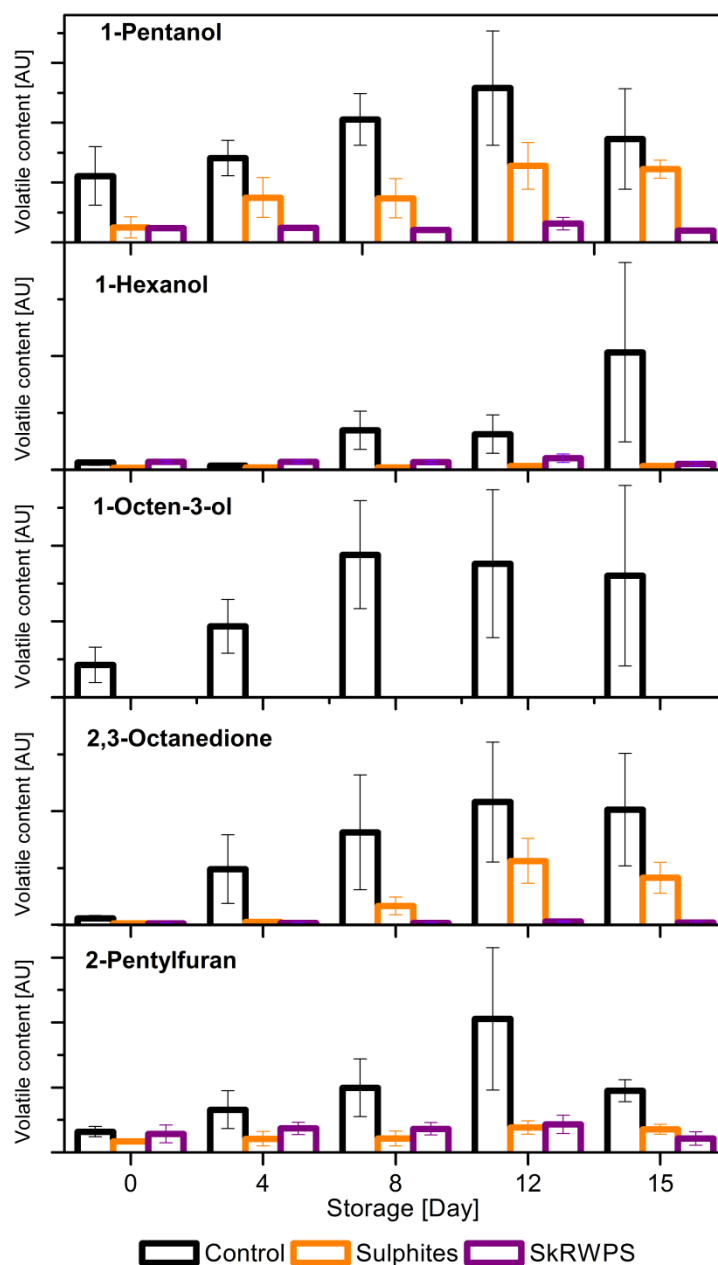 1-Pentanol
Volatile content [AU]
1-Hexanol
Volatile content [AU]
1-Octen-3-ol
Volatile content [AU]
2,3-Octanedione
Volatile content [AU]
2-Pentylfuran
Volatile content [AU]
0 4 8 12 15
Storage [Day]
Control Sulphites SkRWPS